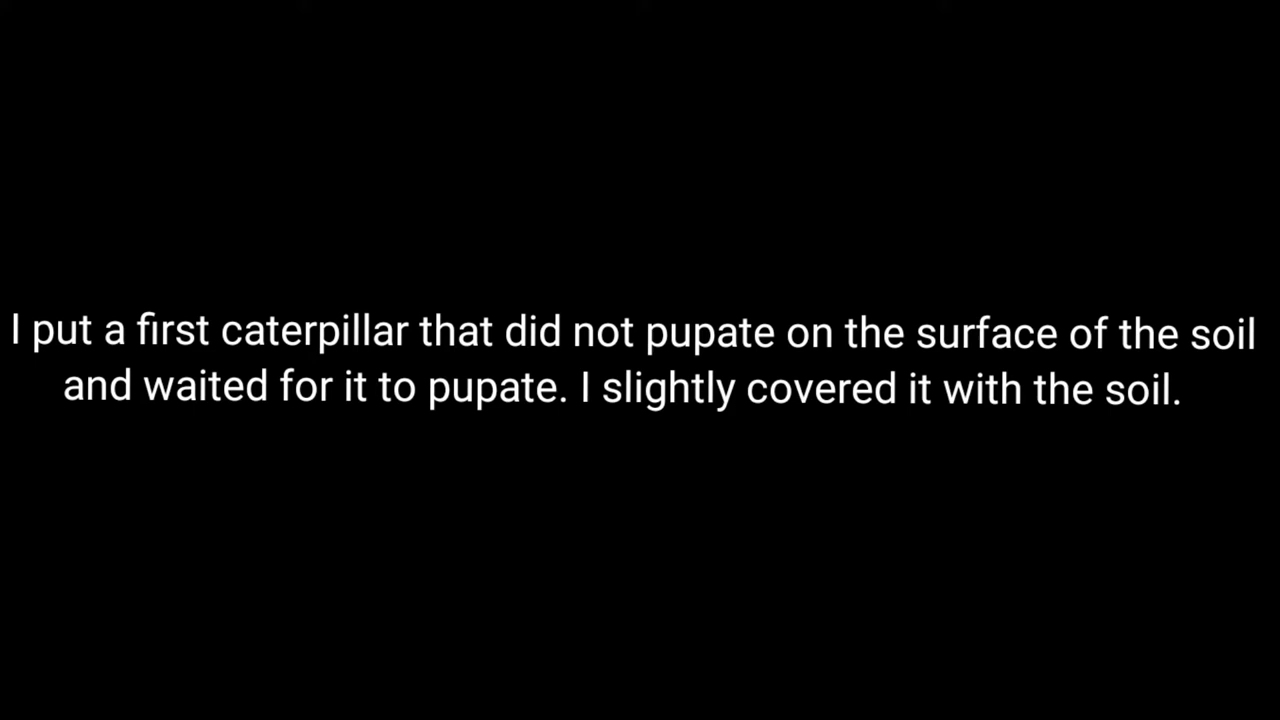 I put a first caterpillar that did not pupate on the surface of the soil
and waited for it to pupate. I slightly covered it with the soil.